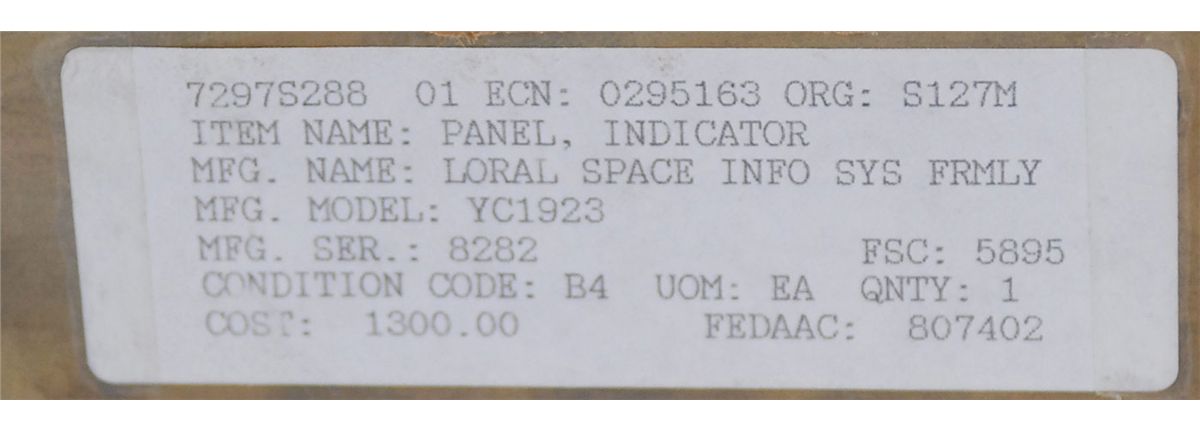 7297S288 01 ECN: 0295163 ORG: S127M
ITEM NAME: PANEL, INDICATOR
MFG. NAME: LORAL SPACE INFO SYS FRMLY
MFG. MODEL: YC1923
MFG. SER.: 8282 FSC: 5895
CONDITION CODE: B4 UOM: EA QNTY: 1
COST: 1300.00 FEDAAC: 807402